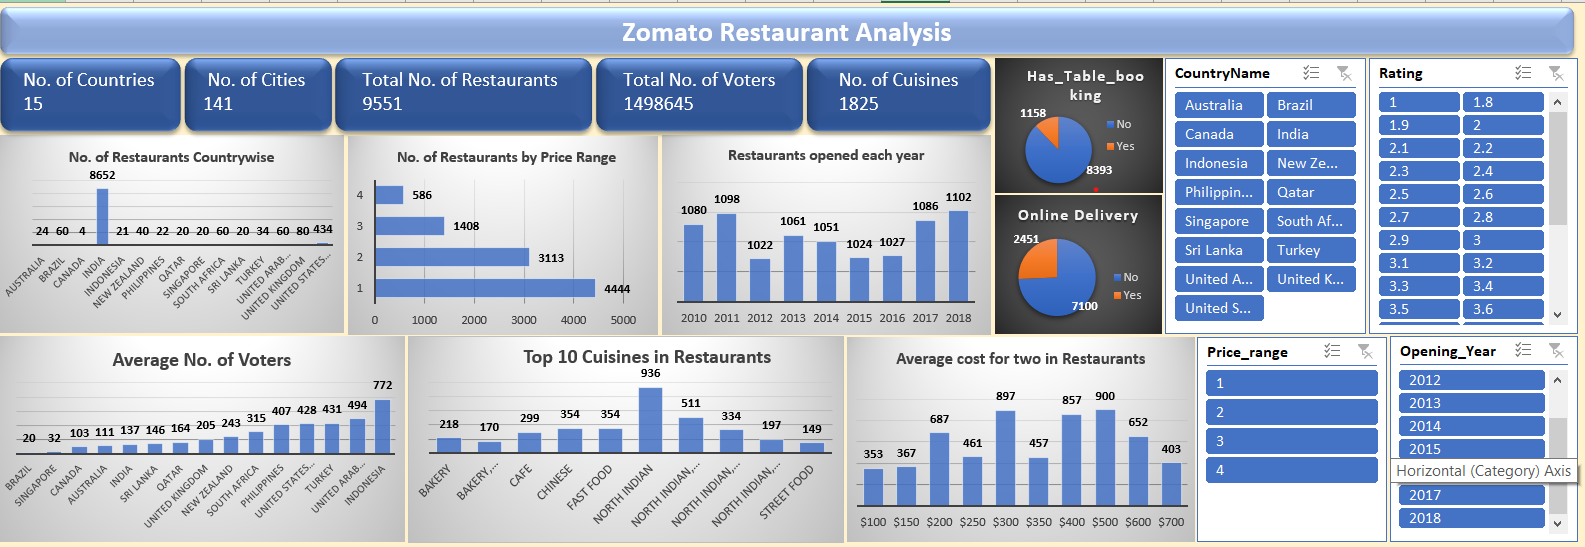 Zomato Restaurant Analysis
No. of Countries
15
No. of Cities
141
Total No. of Restaurants
9551
Total No. of Voters
1498645
No. of Cuisines
1825
Has_Table_boo
king
1158
8393
No
Yes
CountryName
Australia
Brazil
Canada
India
Indonesia
New Ze...
Philippin...
Qatar
Singapore
South Af...
Sri Lanka
Turkey
United A...
United K...
United S...
Rating
1
1.8
1.9
2
2.1
2.2
2.3
2.4
2.5
2.6
2.7
2.8
2.9
3
3.1
3.2
3.3
3.4
3.5
3.6
No. of Restaurants Countrywise
8652
24 60 4 21 40 22 20 20 60 20 34 60 80 434
AUSTRALIA
BRAZIL
CANADA
INDIA
INDONESIA
NEW ZEALAND
PHILIPPINES
QATAR
SINGAPORE
SOUTH AFRICA
SRI LANKA
TURKEY
UNITED ARAB...
UNITED KINGDOM
UNITED STATES...
No. of Restaurants by Price Range
4 586
3 1408
2 3113
1 4444
0 1000 2000 3000 4000 5000
Restaurants opened each year
1080 1098 1022 1061 1051 1024 1027 1086 1102
2010 2011 2012 2013 2014 2015 2016 2017 2018
Online Delivery
2451
7100
No
Yes
Average No. of Voters
20 32 103 111 137 146 164 205 243 315 407 428 431 494 772
BRAZIL
SINGAPORE
CANADA
AUSTRALIA
INDIA
SRI LANKA
QATAR
UNITED KINGDOM
NEW ZEALAND
SOUTH AFRICA
PHILIPPINES
UNITED STATES...
TURKEY
UNITED ARAB...
INDONESIA
Top 10 Cuisines in Restaurants
218 170 299 354 354 936 511 334 197 149
BAKERY
BAKERY,...
CAFE
CHINESE
FAST FOOD
NORTH INDIAN
NORTH INDIAN,...
NORTH INDIAN,...
NORTH INDIAN,...
STREET FOOD
Average cost for two in Restaurants
353 367 687 461 897 457 857 900 652 403
$100 $150 $200 $250 $300 $350 $400 $500 $600 $700
Price_range
1
2
3
4
Opening_Year
2012
2013
2014
2015
Horizontal (Category) Axis
2017
2018